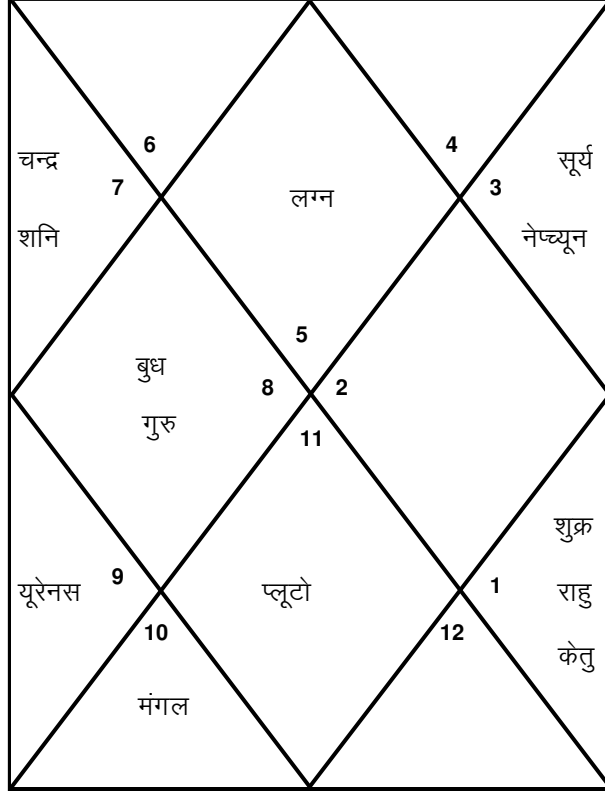 6
4
चन्द्र
सूर्य
7
3
लग्न
शनि
नेप्च्यून
5
बुध
8
2
गुरु
11
शुक्र
9
1
यूरेनस
प्लूटो
राहु
10
12
केतु
मंगल